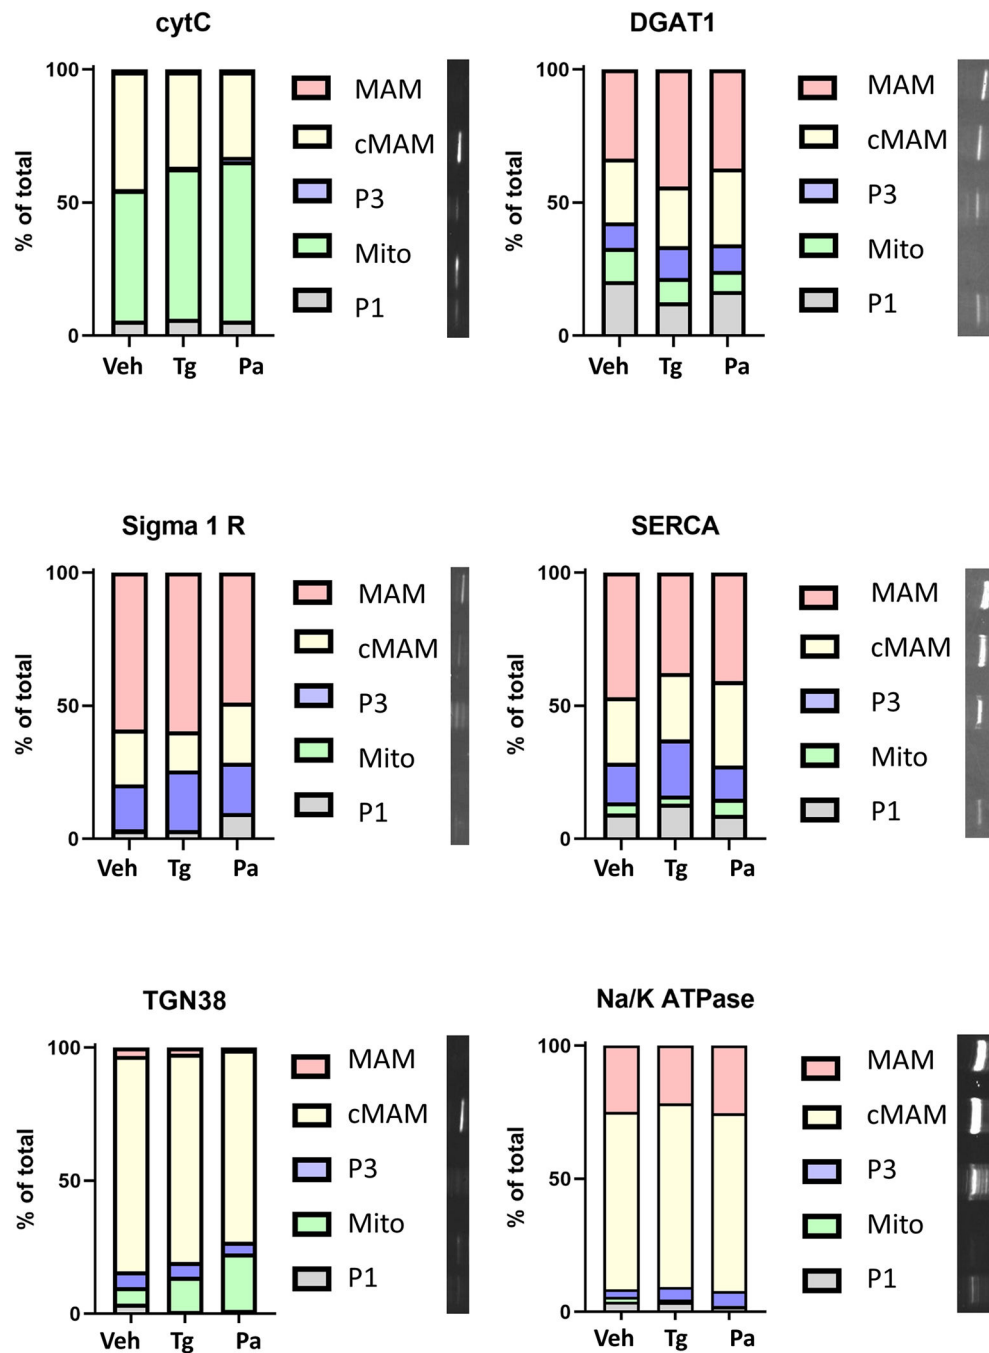 cytC
% of total
100
50
0
Veh Tg Pa
MAM
cMAM
P3
Mito
P1
DGAT1
% of total
100
50
0
Veh Tg Pa
MAM
cMAM
P3
Mito
P1
Sigma 1 R
% of total
100
50
0
Veh Tg Pa
MAM
cMAM
P3
Mito
P1
SERCA
% of total
100
50
0
Veh Tg Pa
MAM
cMAM
P3
Mito
P1
TGN38
% of total
100
50
0
Veh Tg Pa
MAM
cMAM
P3
Mito
P1
Na/K ATPase
% of total
100
50
0
Veh Tg Pa
MAM
cMAM
P3
Mito
P1